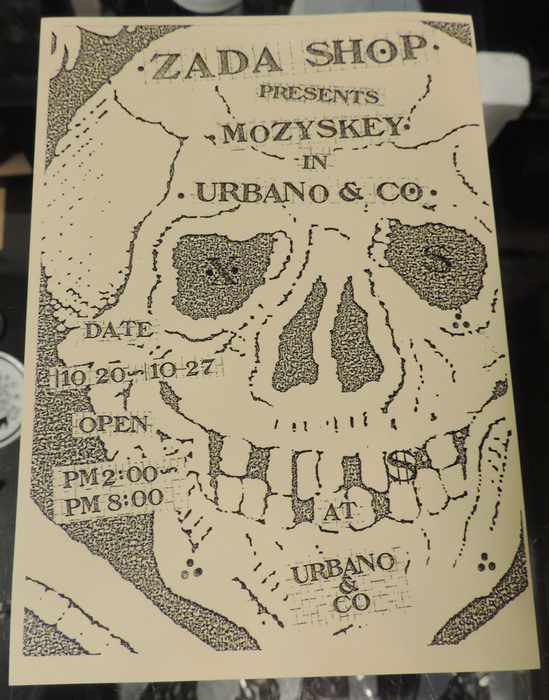 ZADA SHOP
PRESENTS
MOZYSKEY
IN
URBANO & CO
X
$
DATE
10 20~10 27
OPEN
PM 2:00~
PM 8:00
$
AT
URBANO
&
CO